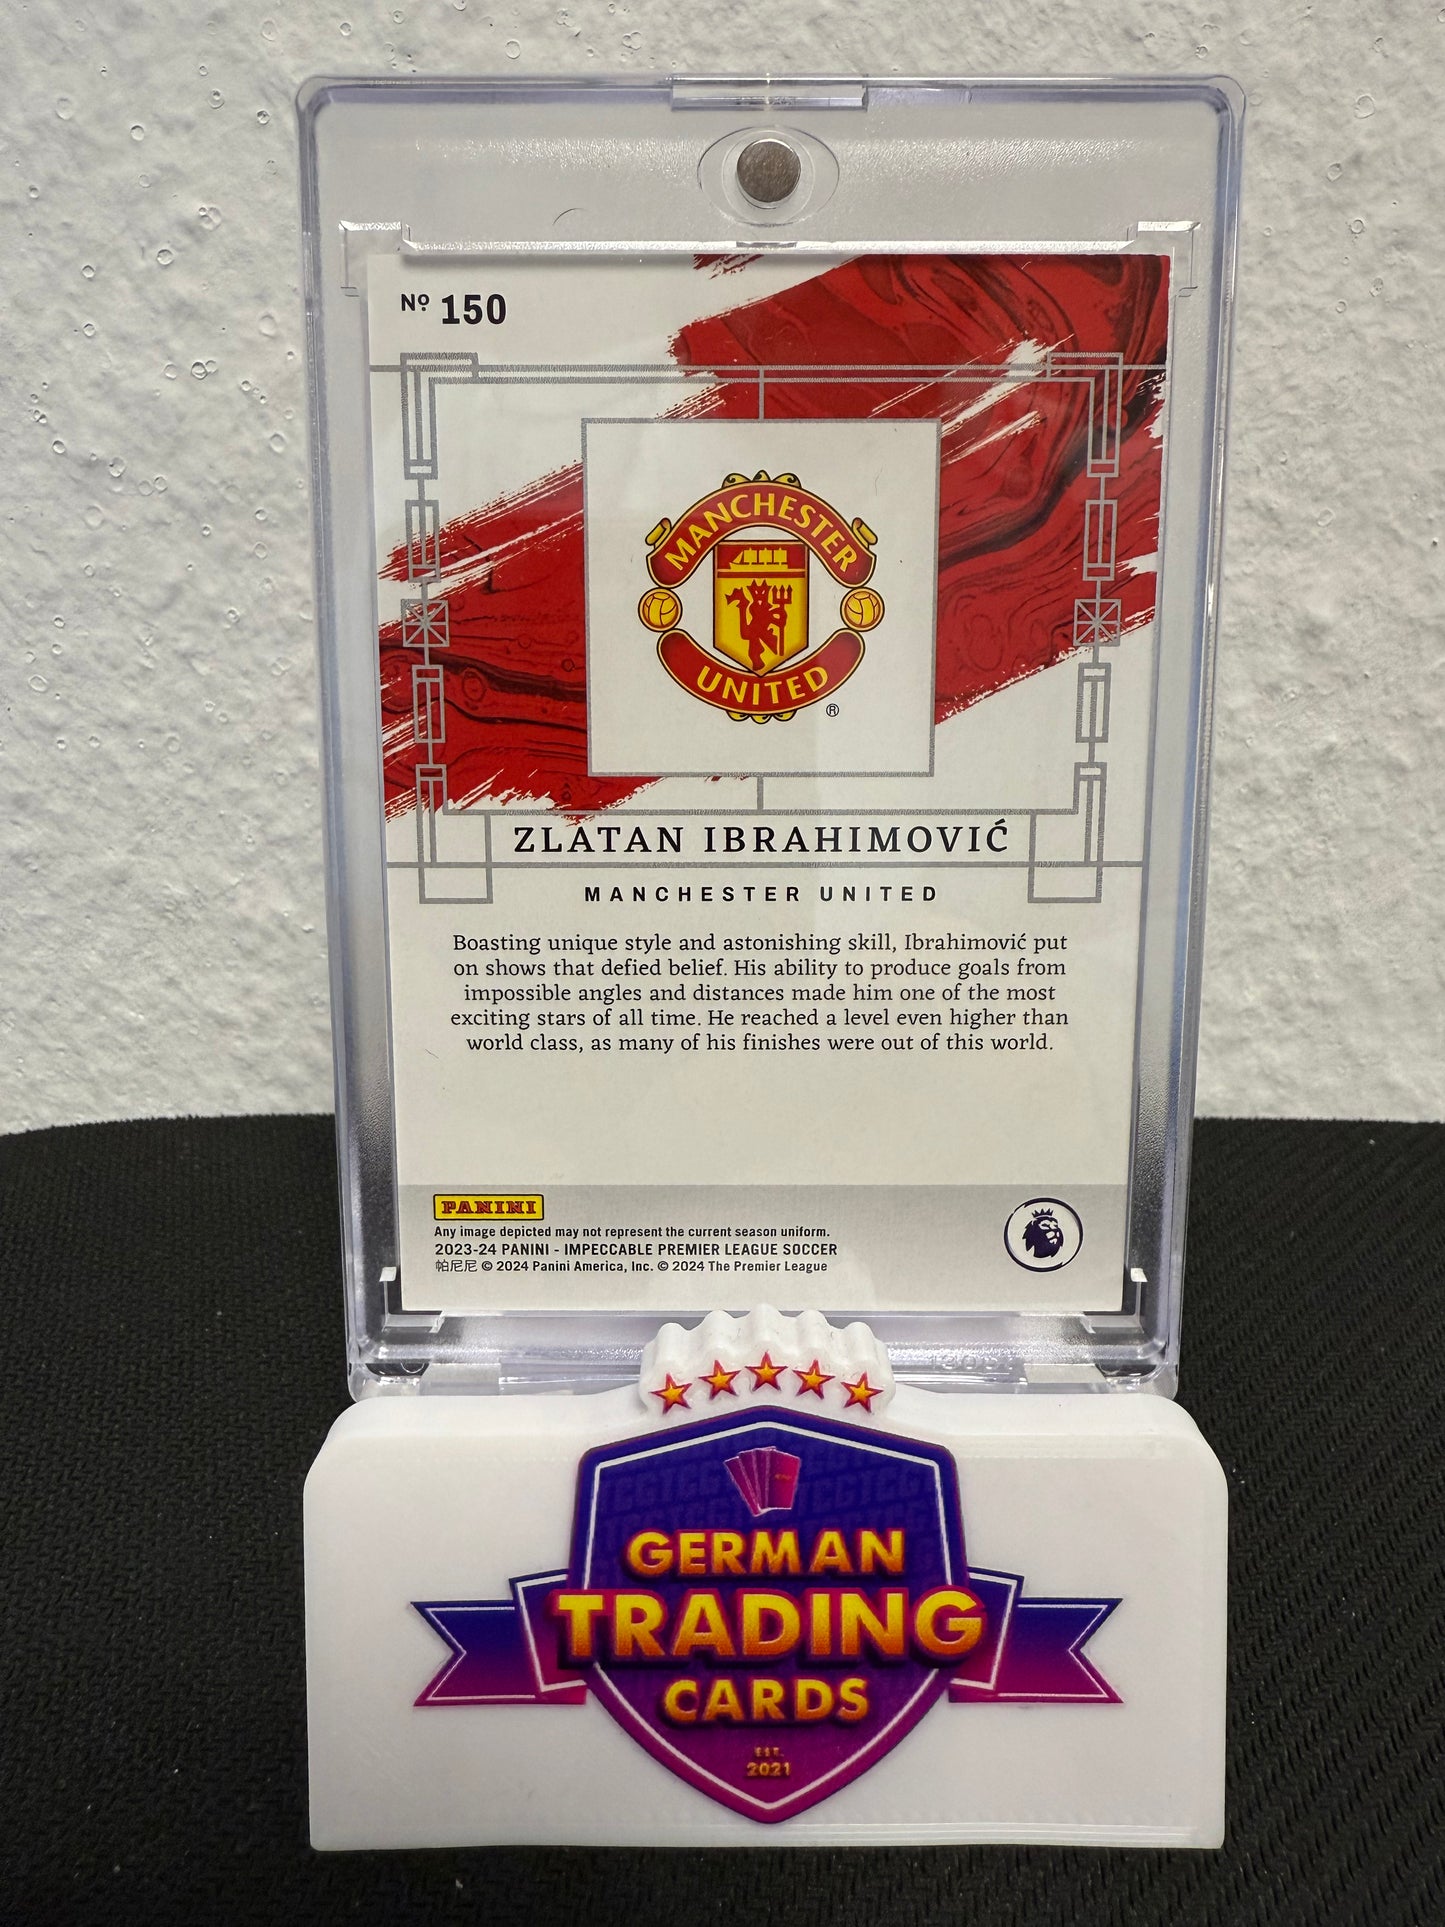 Nº 150
MANCHESTER
UNITED
®
ZLATAN IBRAHIMOVIĆ
MANCHESTER UNITED
Boasting unique style and astonishing skill, Ibrahimović put
on shows that defied belief. His ability to produce goals from
impossible angles and distances made him one of the most
exciting stars of all time. He reached a level even higher than
world class, as many of his finishes were out of this world.
PANINI
Any image depicted may not represent the current season uniform.
2023-24 PANINI - IMPECCABLE PREMIER LEAGUE SOCCER
帕尼尼 © 2024 Panini America, Inc. © 2024 The Premier League
GERMAN
TRADING
CARDS
EST.
2021